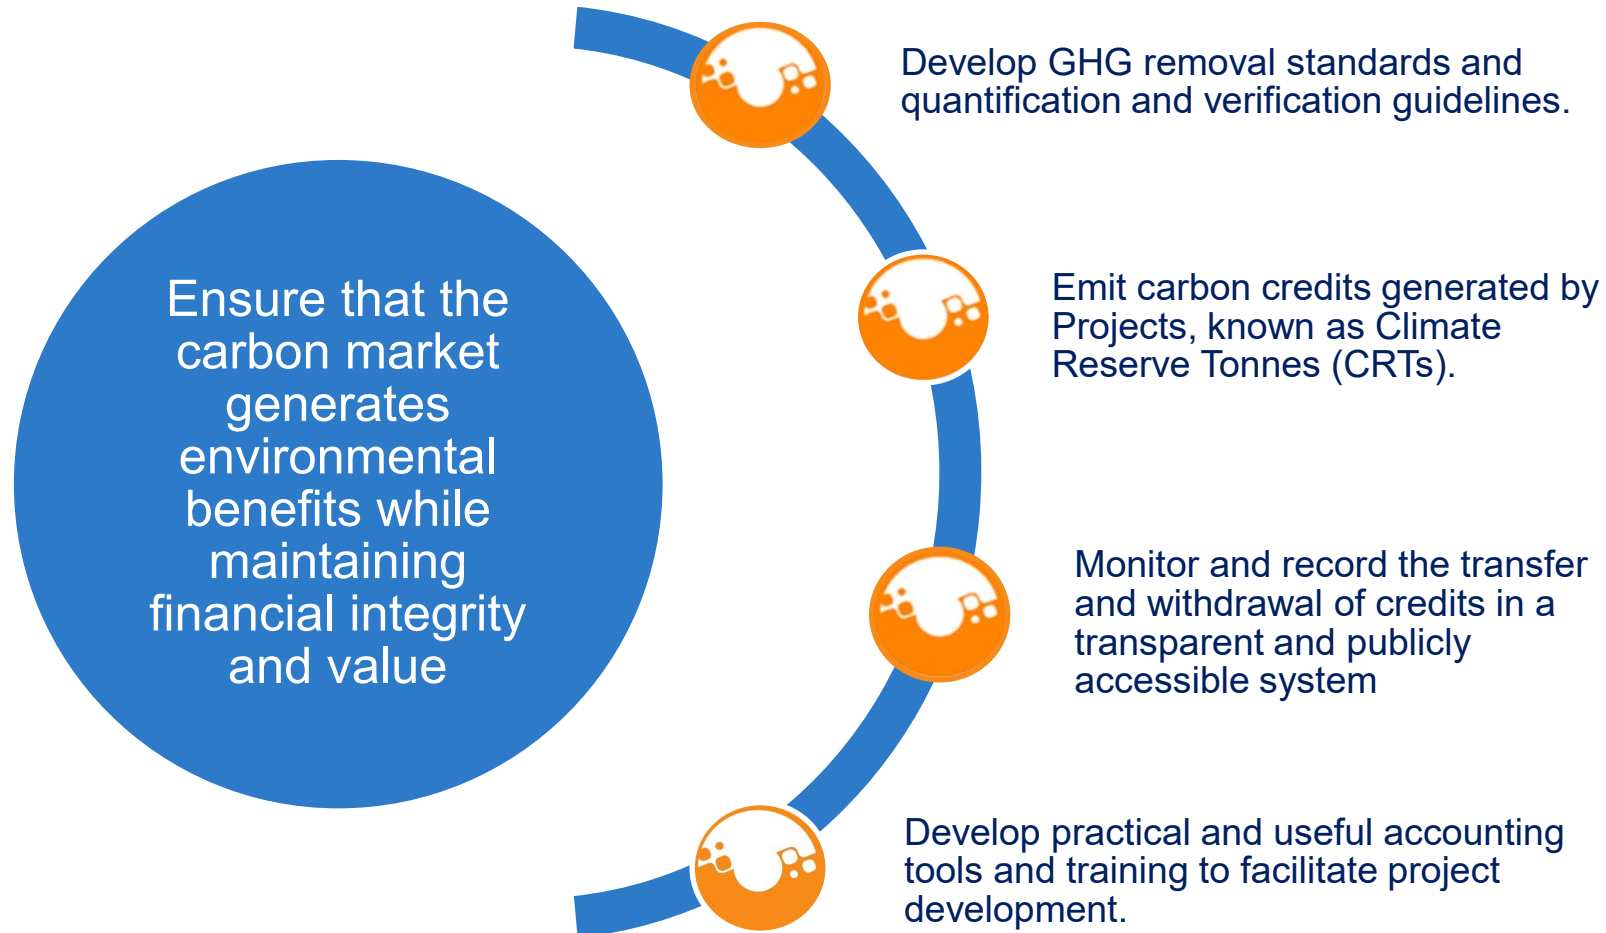 Ensure that the
carbon market
generates
environmental
benefits while
maintaining
financial integrity
and value
Develop GHG removal standards and
quantification and verification guidelines.
Emit carbon credits generated by
Projects, known as Climate
Reserve Tonnes (CRTs).
Monitor and record the transfer
and withdrawal of credits in a
transparent and publicly
accessible system
Develop practical and useful accounting
tools and training to facilitate project
development.